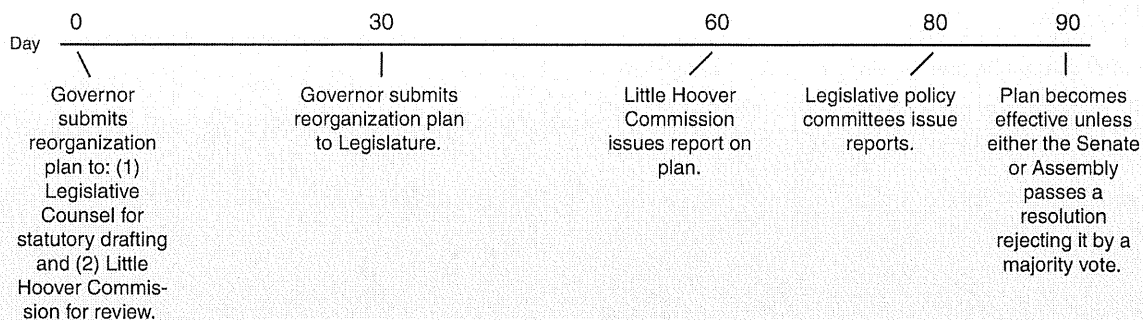 0 30 60 80 90
Day
Governor
submits
reorganization
plan to: (1)
Legislative
Counsel for
statutory drafting
and (2) Little
Hoover Commis-
sion for review.
Governor submits
reorganization plan
to Legislature.
Little Hoover
Commission
issues report on
plan.
Legislative policy
committees issue
reports.
Plan becomes
effective unless
either the Senate
or Assembly
passes a
resolution
rejecting it by a
majority vote.